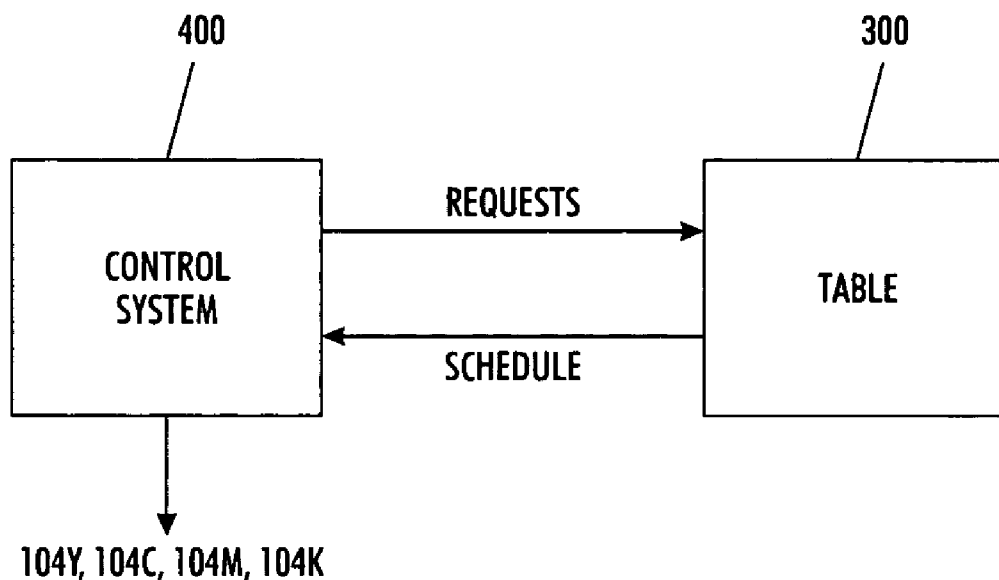 400
300
REQUESTS
CONTROL
SYSTEM
TABLE
SCHEDULE
104Y, 104C, 104M, 104K